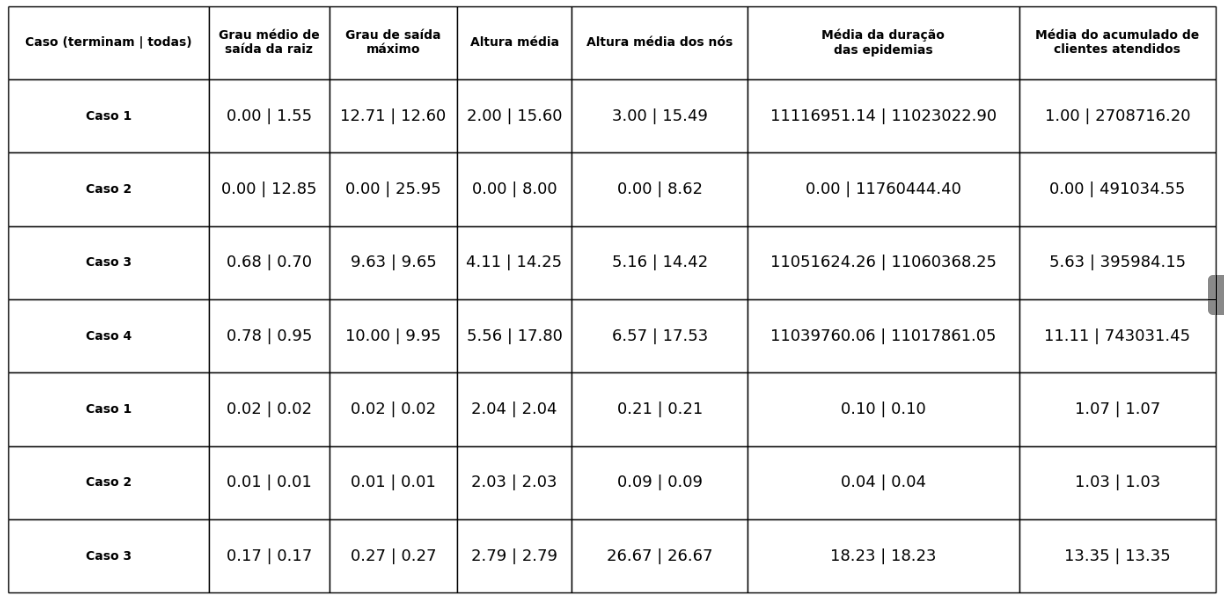 Caso (terminam | todas) Grau médio de saída da raiz Grau de saída máximo Altura média Altura média dos nós Média da duração das epidemias Média do acumulado de clientes atendidos
Caso 1 0.00 | 1.55 12.71 | 12.60 2.00 | 15.60 3.00 | 15.49 11116951.14 | 11023022.90 1.00 | 2708716.20
Caso 2 0.00 | 12.85 0.00 | 25.95 0.00 | 8.00 0.00 | 8.62 0.00 | 11760444.40 0.00 | 491034.55
Caso 3 0.68 | 0.70 9.63 | 9.65 4.11 | 14.25 5.16 | 14.42 11051624.26 | 11060368.25 5.63 | 395984.15
Caso 4 0.78 | 0.95 10.00 | 9.95 5.56 | 17.80 6.57 | 17.53 11039760.06 | 11017861.05 11.11 | 743031.45
Caso 1 0.02 | 0.02 0.02 | 0.02 2.04 | 2.04 0.21 | 0.21 0.10 | 0.10 1.07 | 1.07
Caso 2 0.01 | 0.01 0.01 | 0.01 2.03 | 2.03 0.09 | 0.09 0.04 | 0.04 1.03 | 1.03
Caso 3 0.17 | 0.17 0.27 | 0.27 2.79 | 2.79 26.67 | 26.67 18.23 | 18.23 13.35 | 13.35